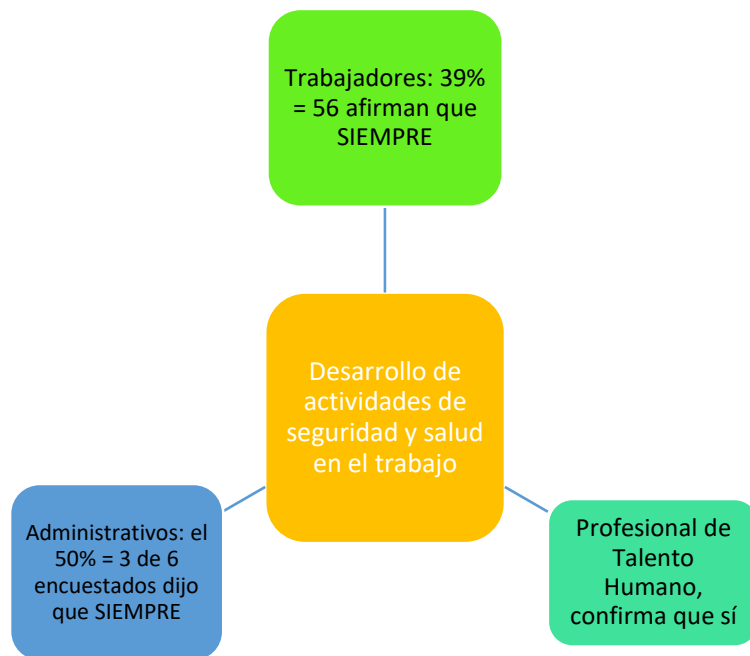 Trabajadores: 39%
= 56 afirman que
SIEMPRE
Desarrollo de
actividades de
seguridad y salud
en el trabajo
Administrativos: el
50% = 3 de 6
encuestados dijo
que SIEMPRE
Profesional de
Talento
Humano,
confirma que sí